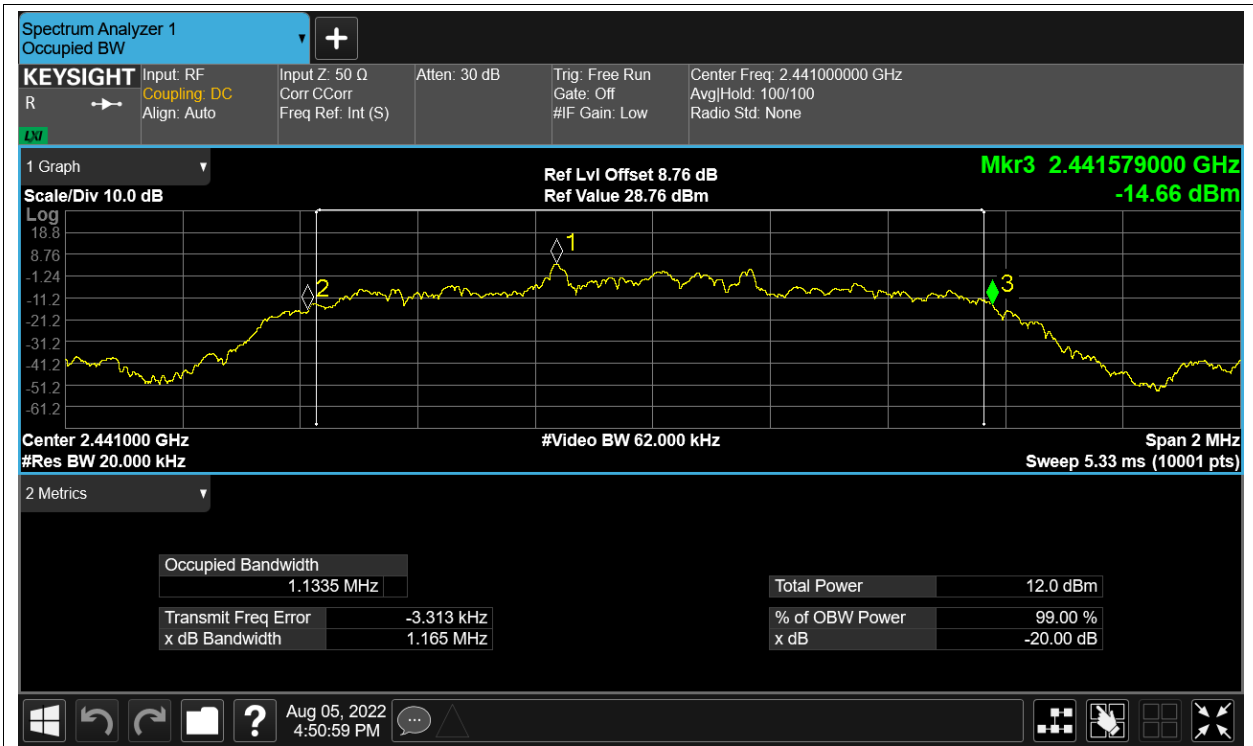 Spectrum Analyzer 1
Occupied BW
KEYSIGHT
R
LXI
Input: RF
Coupling: DC
Align: Auto
Input Z: 50 Ω
Corr CCorr
Freq Ref: Int (S)
Atten: 30 dB
Trig: Free Run
Gate: Off
#IF Gain: Low
Center Freq: 2.441000000 GHz
Avg|Hold: 100/100
Radio Std: None
1 Graph
Scale/Div 10.0 dB
Ref Lvl Offset 8.76 dB
Ref Value 28.76 dBm
Mkr3 2.441579000 GHz
-14.66 dBm
Log
18.8
8.76
-1.24
-11.2
-21.2
-31.2
-41.2
-51.2
-61.2
1
2
3
Center 2.441000 GHz
#Res BW 20.000 kHz
#Video BW 62.000 kHz
Span 2 MHz
Sweep 5.33 ms (10001 pts)
2 Metrics
Occupied Bandwidth
1.1335 MHz
Transmit Freq Error -3.313 kHz
x dB Bandwidth 1.165 MHz
Total Power 12.0 dBm
% of OBW Power 99.00 %
x dB -20.00 dB
?
Aug 05, 2022
4:50:59 PM